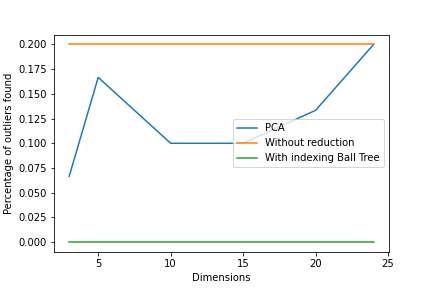 0.200
0.175
0.150
0.125
0.100
0.075
0.050
0.025
0.000
Percentage of outliers found
PCA
Without reduction
With indexing Ball Tree
5 10 15 20 25
Dimensions